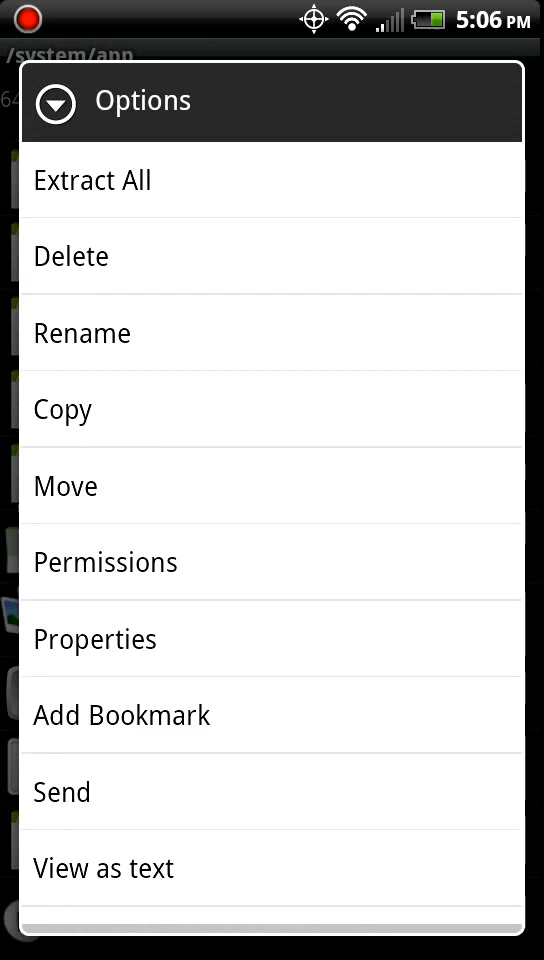 5:06 PM
/system/app
64
Options
Extract All
Delete
Rename
Copy
Move
Permissions
Properties
Add Bookmark
Send
View as text